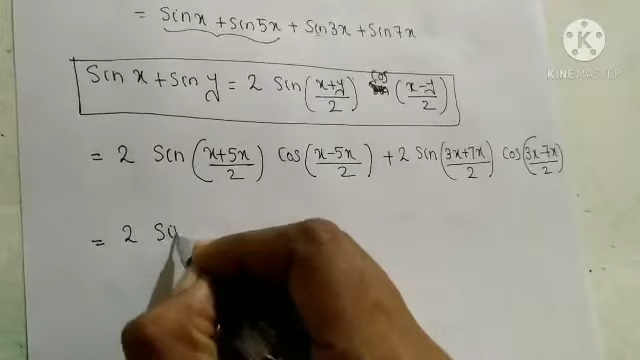 = Sin x + Sin 5x + Sin 3x + Sin 7x
Sin x + Sin y = 2 Sin (x+y/2) cos (x-y/2)
= 2 Sin (x+5x/2) cos (x-5x/2) + 2 Sin (3x+7x/2) cos (3x-7x/2)
= 2 Si
KINEMASTER